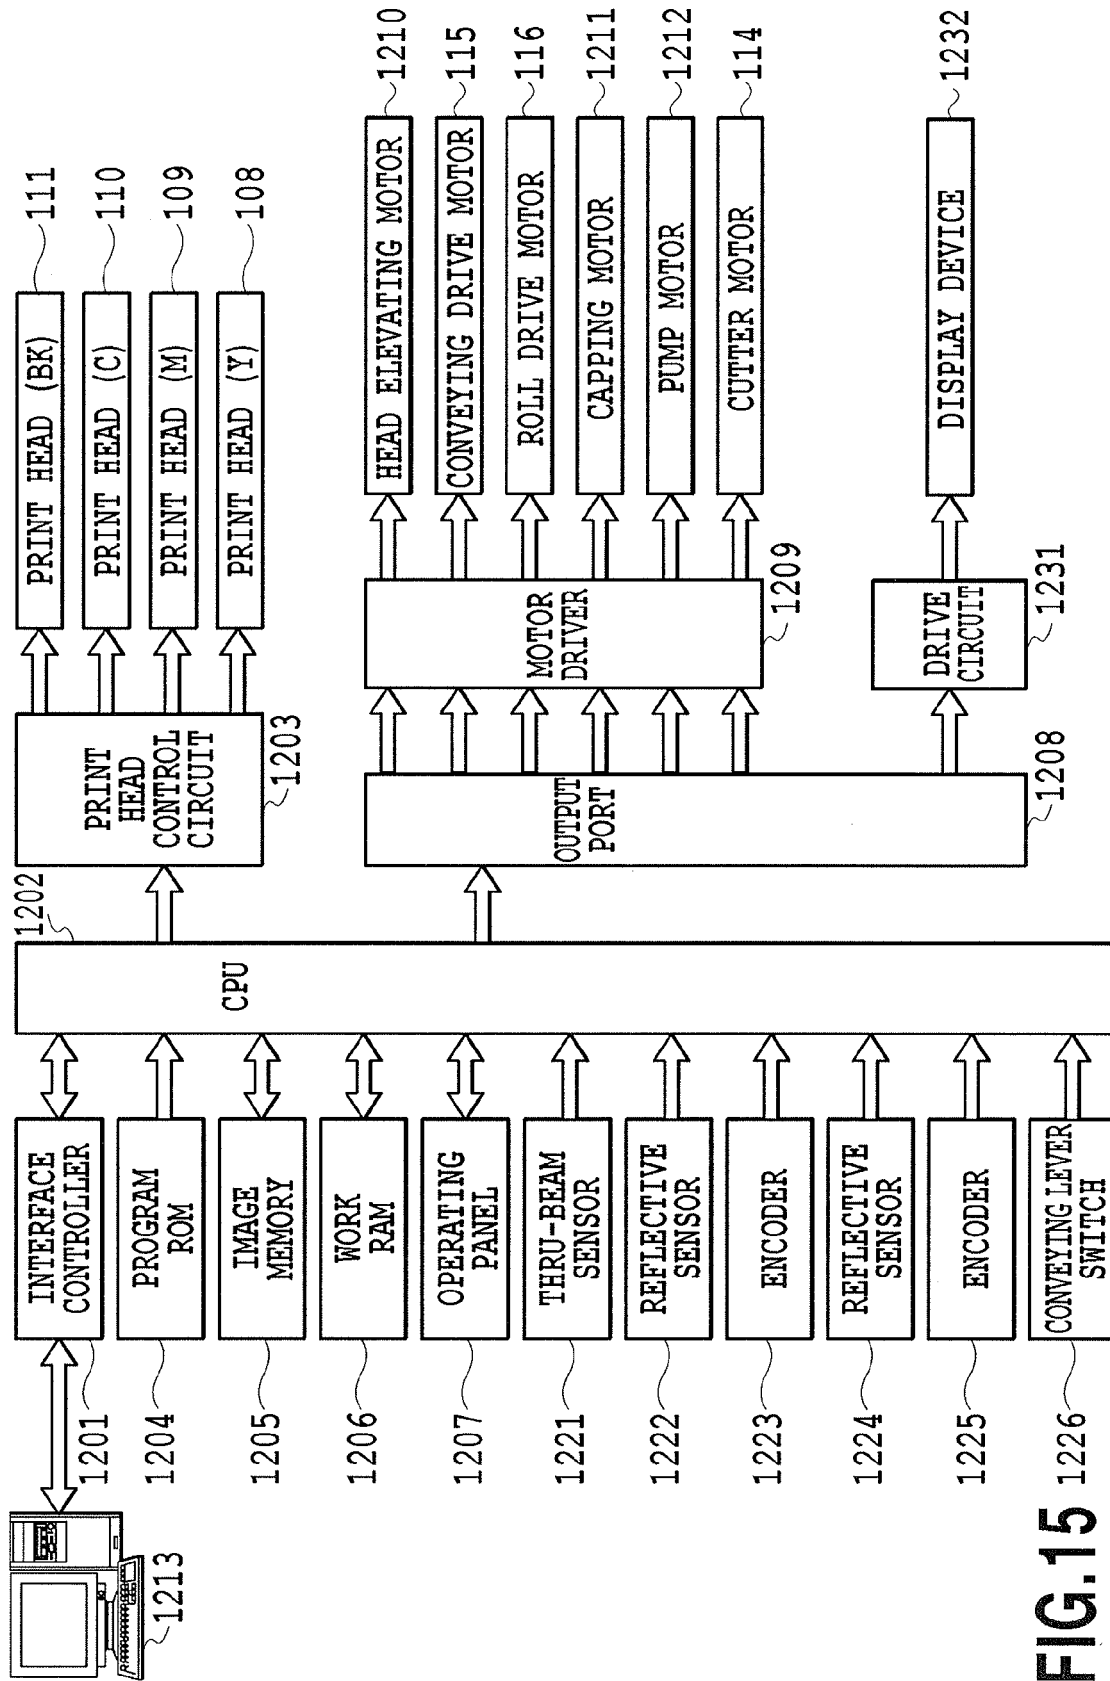 1213
1201
INTERFACE
CONTROLLER
1204
PROGRAM
ROM
1205
IMAGE
MEMORY
1206
WORK
RAM
1207
OPERATING
PANEL
1221
THRU-BEAM
SENSOR
1222
REFLECTIVE
SENSOR
1223
ENCODER
1224
REFLECTIVE
SENSOR
1225
ENCODER
1226
CONVEYING LEVER
SWITCH
CPU
1202
PRINT
HEAD
CONTROL
CIRCUIT
1203
PRINT HEAD (BK)
111
PRINT HEAD (C)
110
PRINT HEAD (M)
109
PRINT HEAD (Y)
108
OUTPUT
PORT
1208
MOTOR
DRIVER
1209
HEAD ELEVATING MOTOR
1210
CONVEYING DRIVE MOTOR
115
ROLL DRIVE MOTOR
116
CAPPING MOTOR
1211
PUMP MOTOR
1212
CUTTER MOTOR
114
DRIVE
CIRCUIT
1231
DISPLAY DEVICE
1232
FIG.15